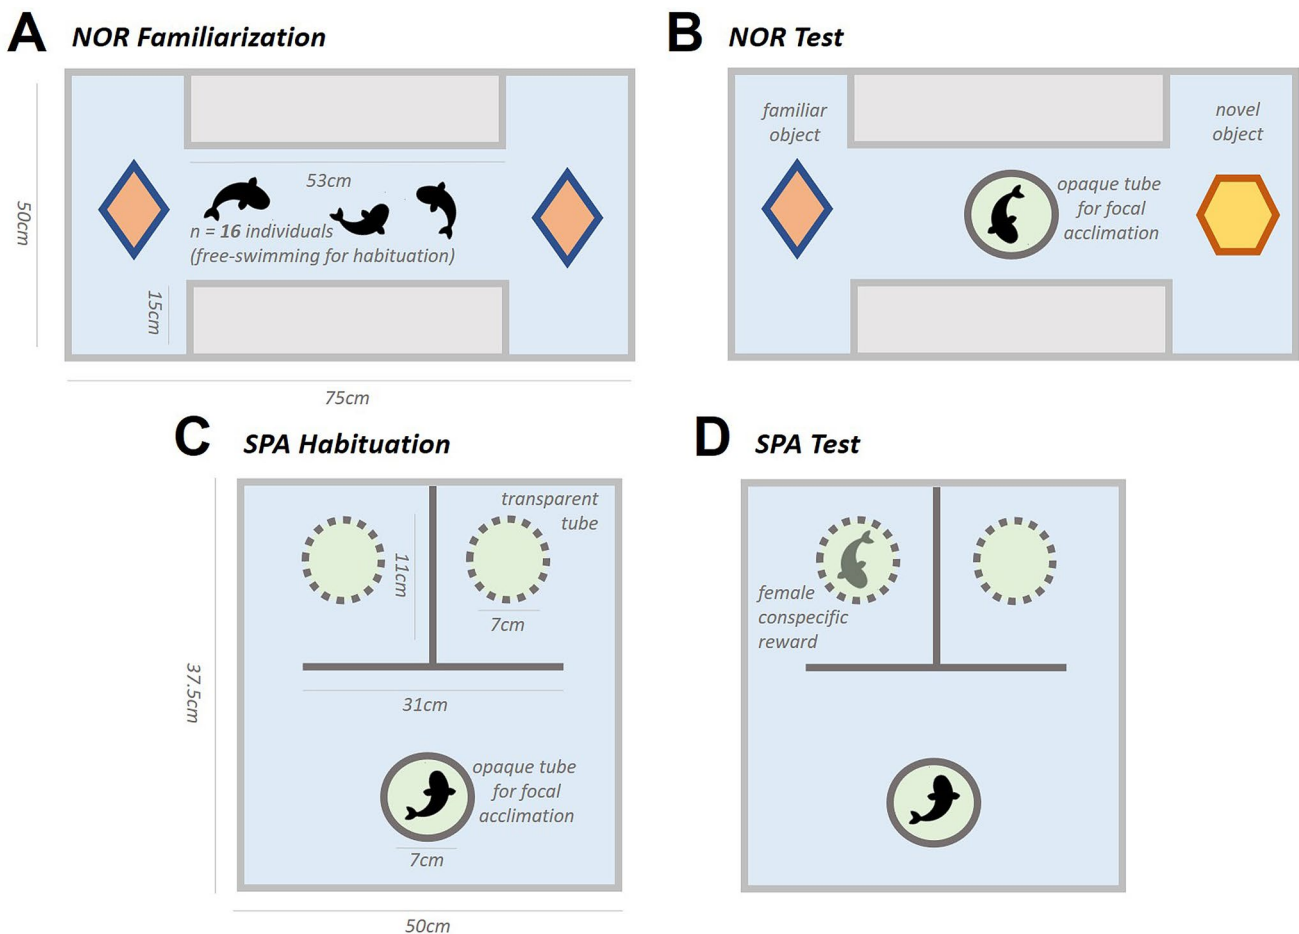 A NOR Familiarization
50cm
53cm
n = 16 individuals
(free-swimming for habituation)
15cm
75cm
B NOR Test
familiar
object
novel
object
opaque tube
for focal
acclimation
C SPA Habituation
transparent
tube
11cm
7cm
37.5cm
31cm
opaque tube
for focal
acclimation
7cm
50cm
D SPA Test
female
conspecific
reward